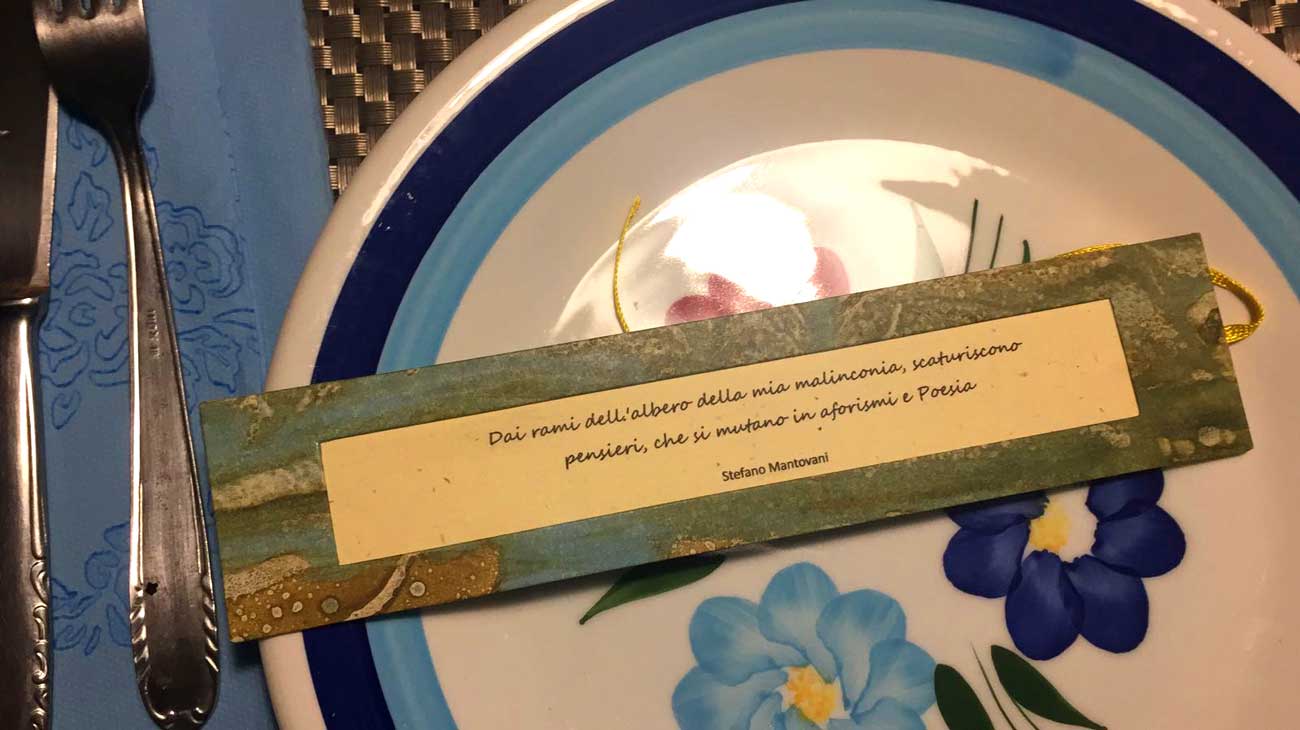 Dai rami dell'albero della mia malinconia, scaturiscono
pensieri, che si mutano in aforismi e Poesia
Stefano Mantovani